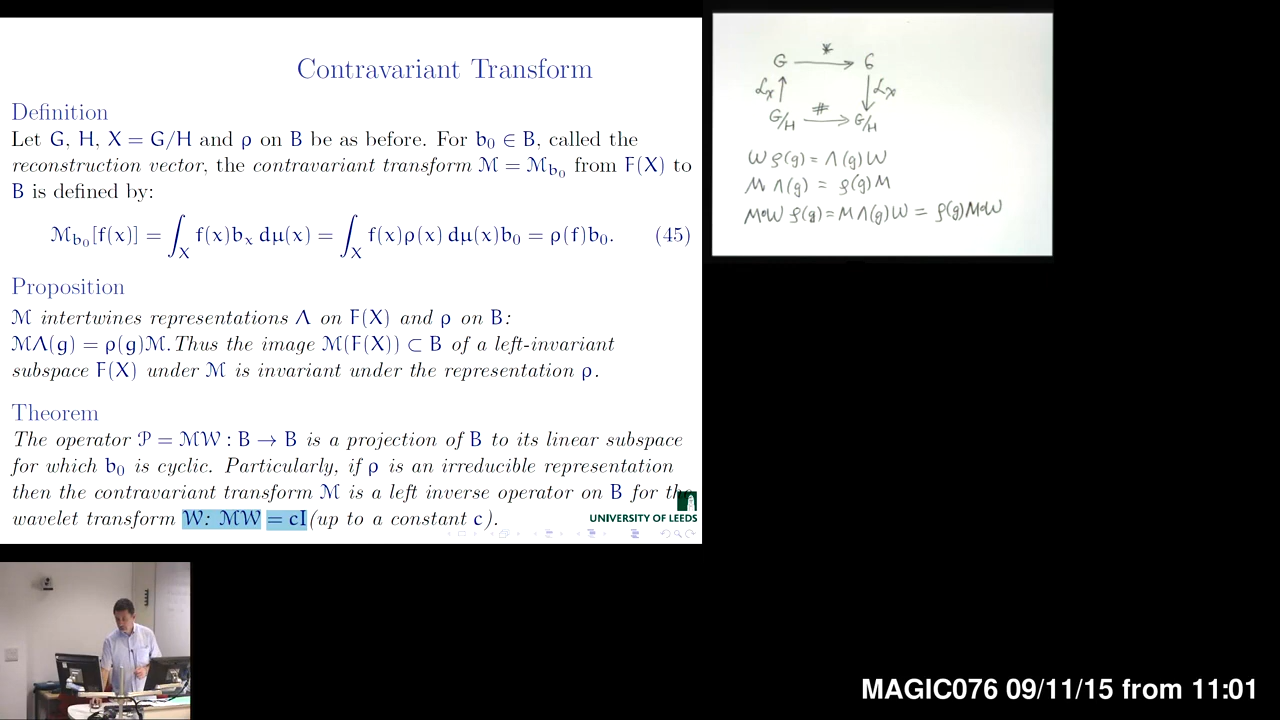 Contravariant Transform
Definition
Let G, H, X = G/H and ρ on B be as before. For b₀ ∈ B, called the
reconstruction vector, the contravariant transform ℳ = ℳ_b₀ from F(X) to
B is defined by:
ℳ_b₀[f(x)] = ∫_X f(x)b_x dμ(x) = ∫_X f(x)ρ(x) dμ(x)b₀ = ρ(f)b₀. (45)
Proposition
ℳ intertwines representations Λ on F(X) and ρ on B:
ℳΛ(g) = ρ(g)ℳ.Thus the image ℳ(F(X)) ⊂ B of a left-invariant
subspace F(X) under ℳ is invariant under the representation ρ.
Theorem
The operator 𝒫 = ℳ𝒲 : B → B is a projection of B to its linear subspace
for which b₀ is cyclic. Particularly, if ρ is an irreducible representation
then the contravariant transform ℳ is a left inverse operator on B for the
wavelet transform 𝒲: ℳ𝒲 = cI(up to a constant c).
UNIVERSITY OF LEEDS
G →* G
ℒ_x ↑ ↓ ℒ_x
G/H →# G/H
W ρ(g) = Λ(g) W
M Λ(g) = ρ(g) M
M∘W ρ(g) = M Λ(g) W = ρ(g) M∘W
MAGIC076 09/11/15 from 11:01